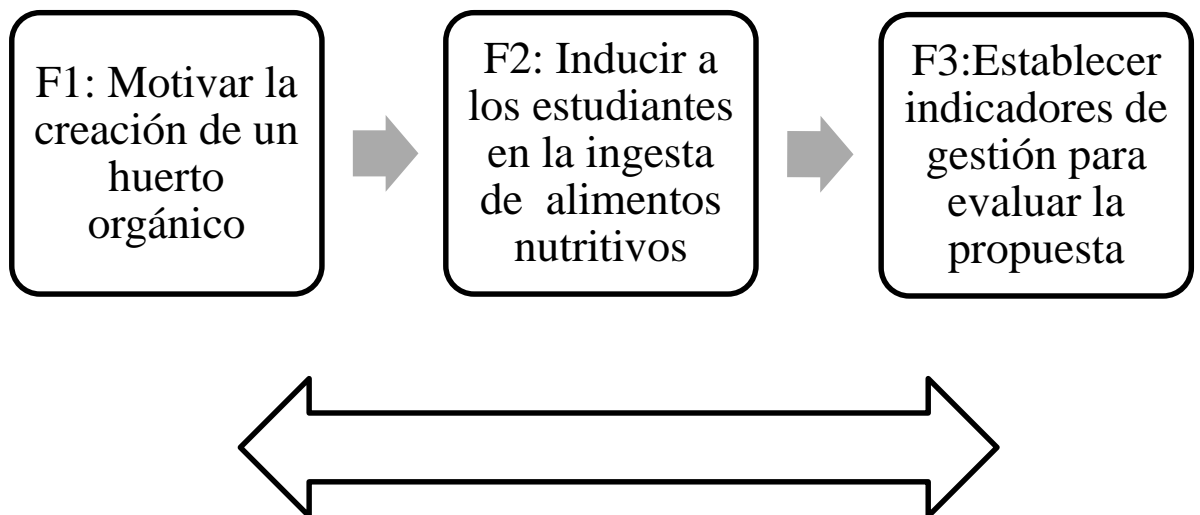 F1: Motivar la
creación de un
huerto
orgánico
F2: Inducir a
los estudiantes
en la ingesta
de alimentos
nutritivos
F3:Establecer
indicadores de
gestión para
evaluar la
propuesta